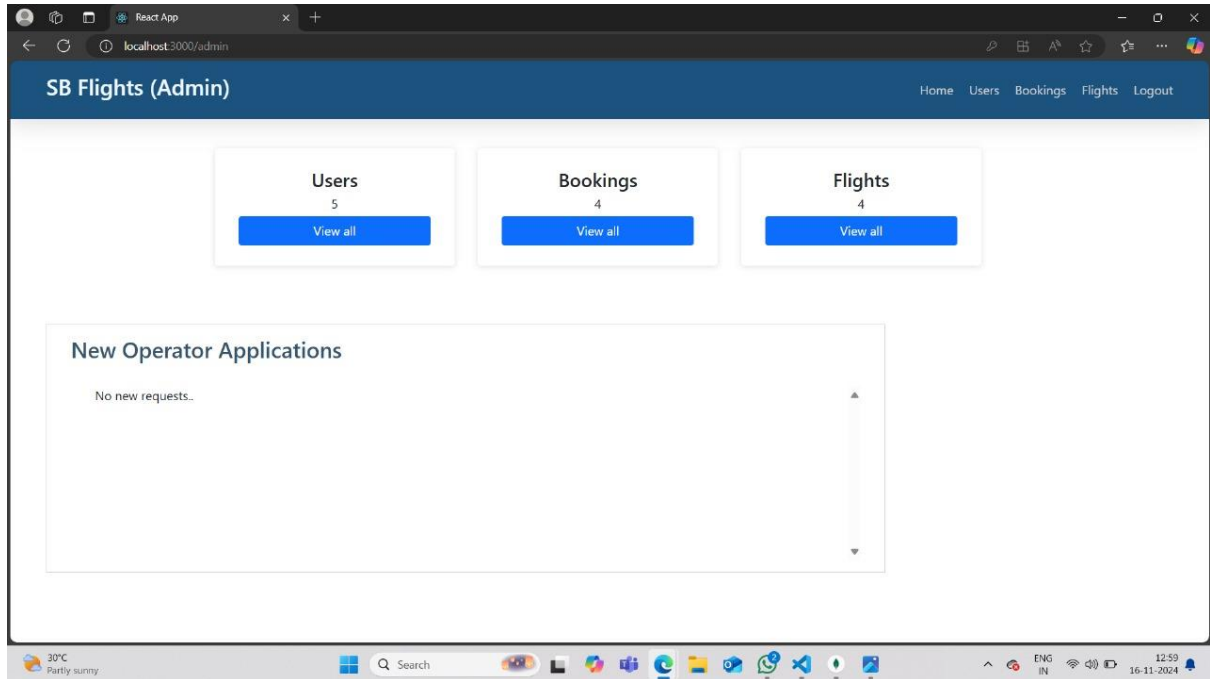 React App
localhost:3000/admin
SB Flights (Admin)
Home Users Bookings Flights Logout
Users
5
View all
Bookings
4
View all
Flights
4
View all
New Operator Applications
No new requests..
30°C
Partly sunny
Search
2
ENG
IN
12:59
16-11-2024